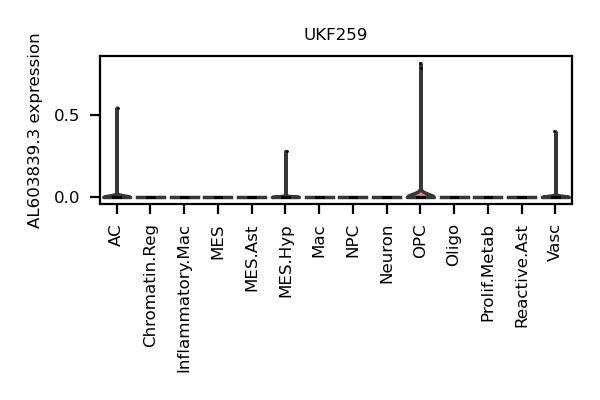 UKF259
AL603839.3 expression
0.5
0.0
AC
Chromatin.Reg
Inflammatory.Mac
MES
MES.Ast
MES.Hyp
Mac
NPC
Neuron
OPC
Oligo
Prolif.Metab
Reactive.Ast
Vasc